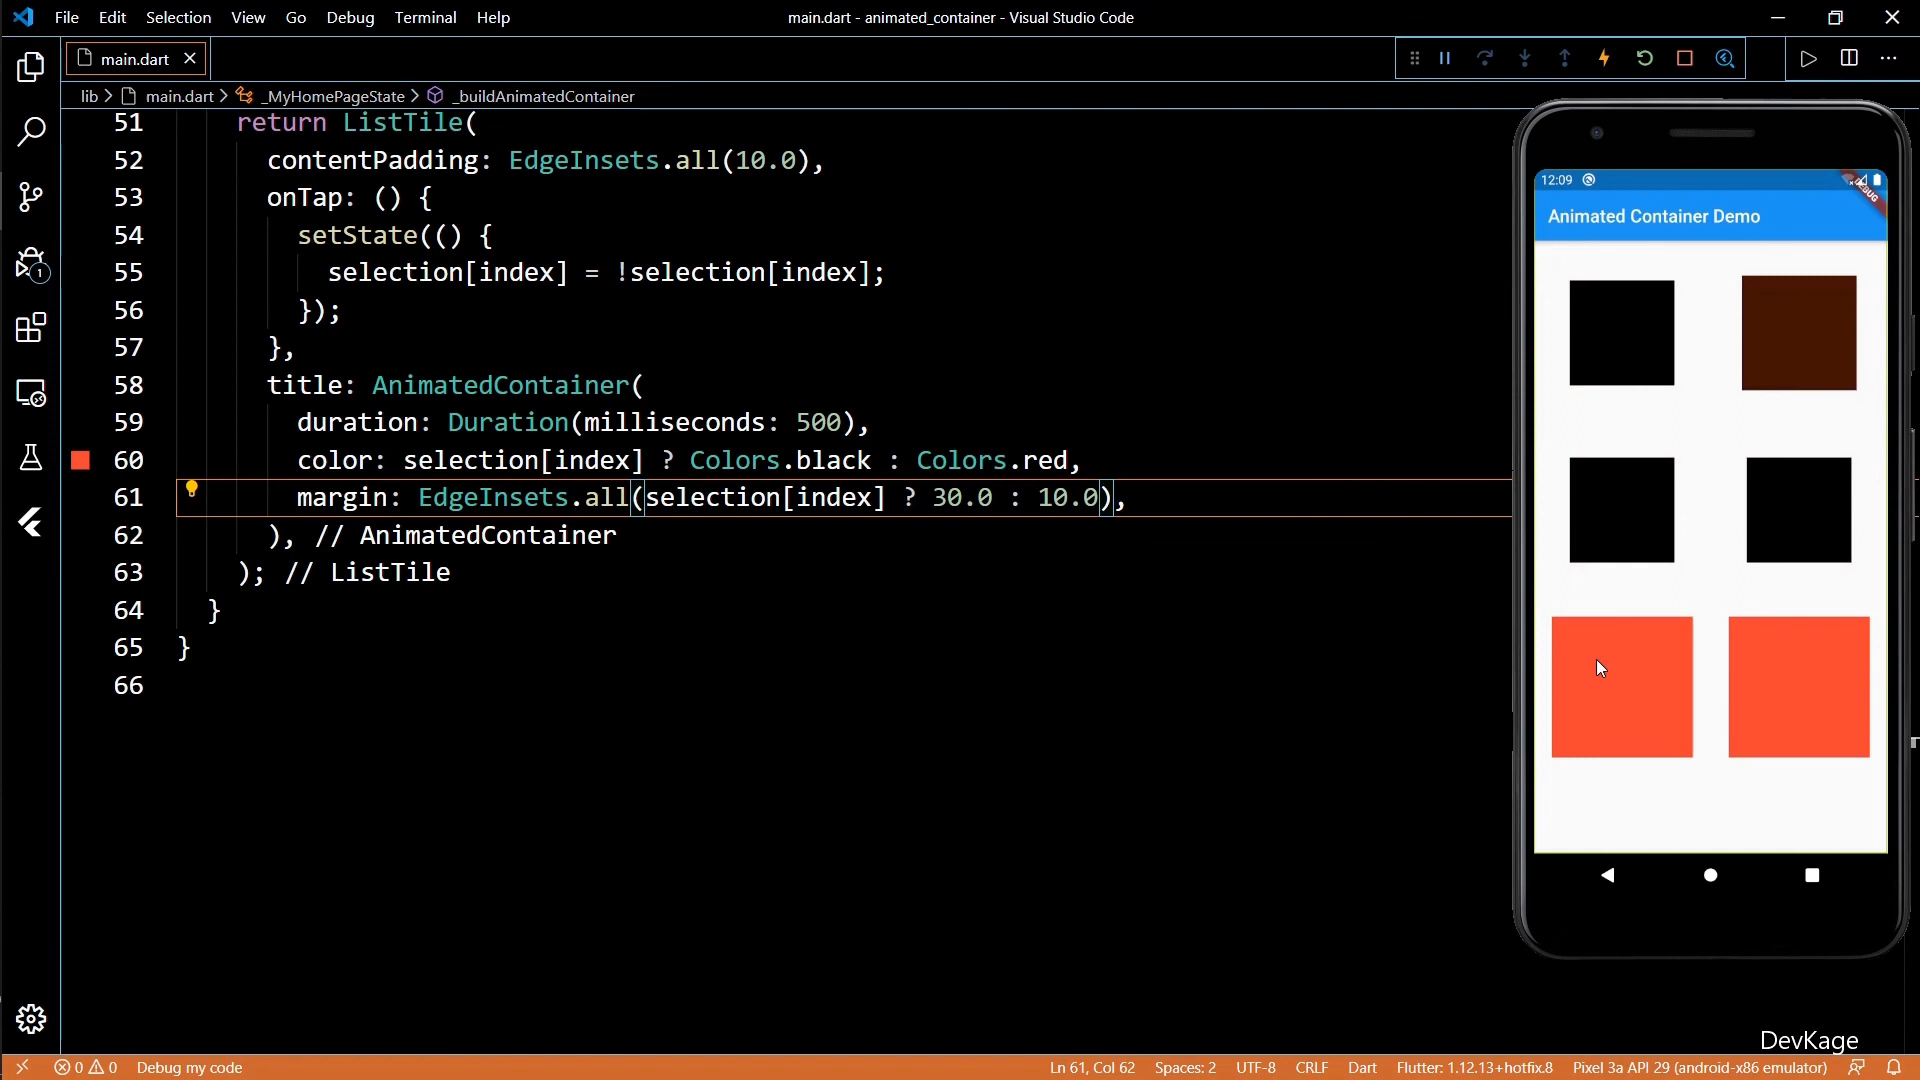 File Edit Selection View Go Debug Terminal Help
main.dart - animated_container - Visual Studio Code
main.dart
lib > main.dart > _MyHomePageState > _buildAnimatedContainer
51 return ListTile(
52 contentPadding: EdgeInsets.all(10.0),
53 onTap: () {
54 setState(() {
55 selection[index] = !selection[index];
56 });
57 },
58 title: AnimatedContainer(
59 duration: Duration(milliseconds: 500),
60 color: selection[index] ? Colors.black : Colors.red,
61 margin: EdgeInsets.all(selection[index] ? 30.0 : 10.0),
62 ), // AnimatedContainer
63 ); // ListTile
64 }
65 }
66
1
12:09
DEBUG
Animated Container Demo
DevKage
0 0 Debug my code
Ln 61, Col 62 Spaces: 2 UTF-8 CRLF Dart Flutter: 1.12.13+hotfix.8 Pixel 3a API 29 (android-x86 emulator)